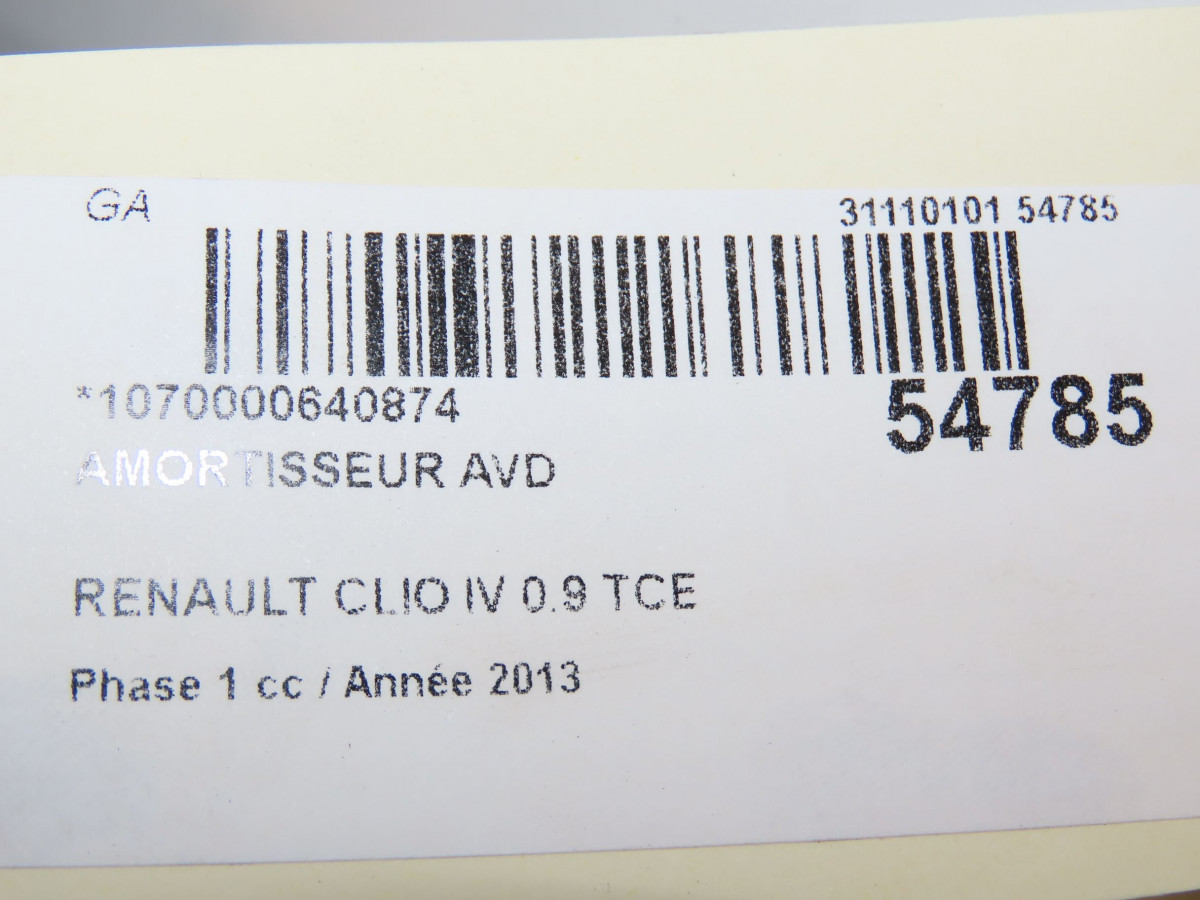 GA
31110101 54785
*1070000640874
54785
AMORTISSEUR AVD
RENAULT CLIO IV 0.9 TCE
Phase 1 cc / Année 2013